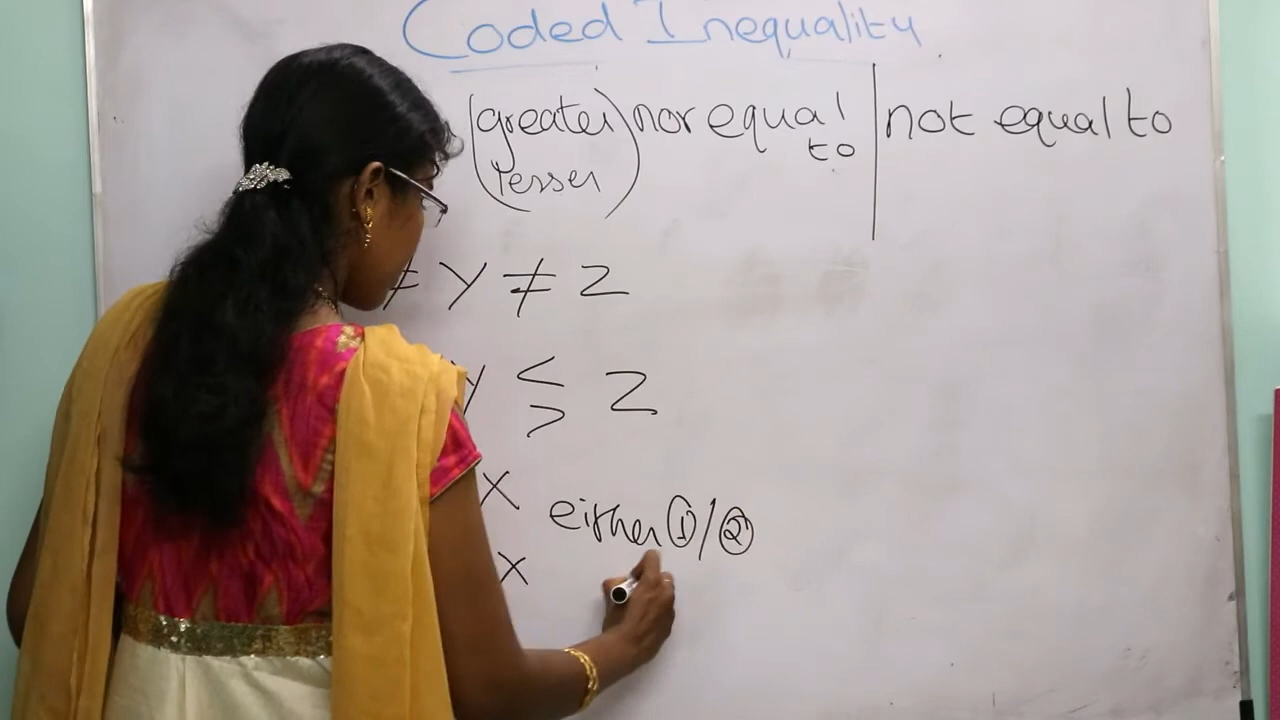 Coded Inequality
(greater) nor equal | not equal to
lesser to
≠ Y ≠ Z
Y < Z
>
X either ① / ②
X